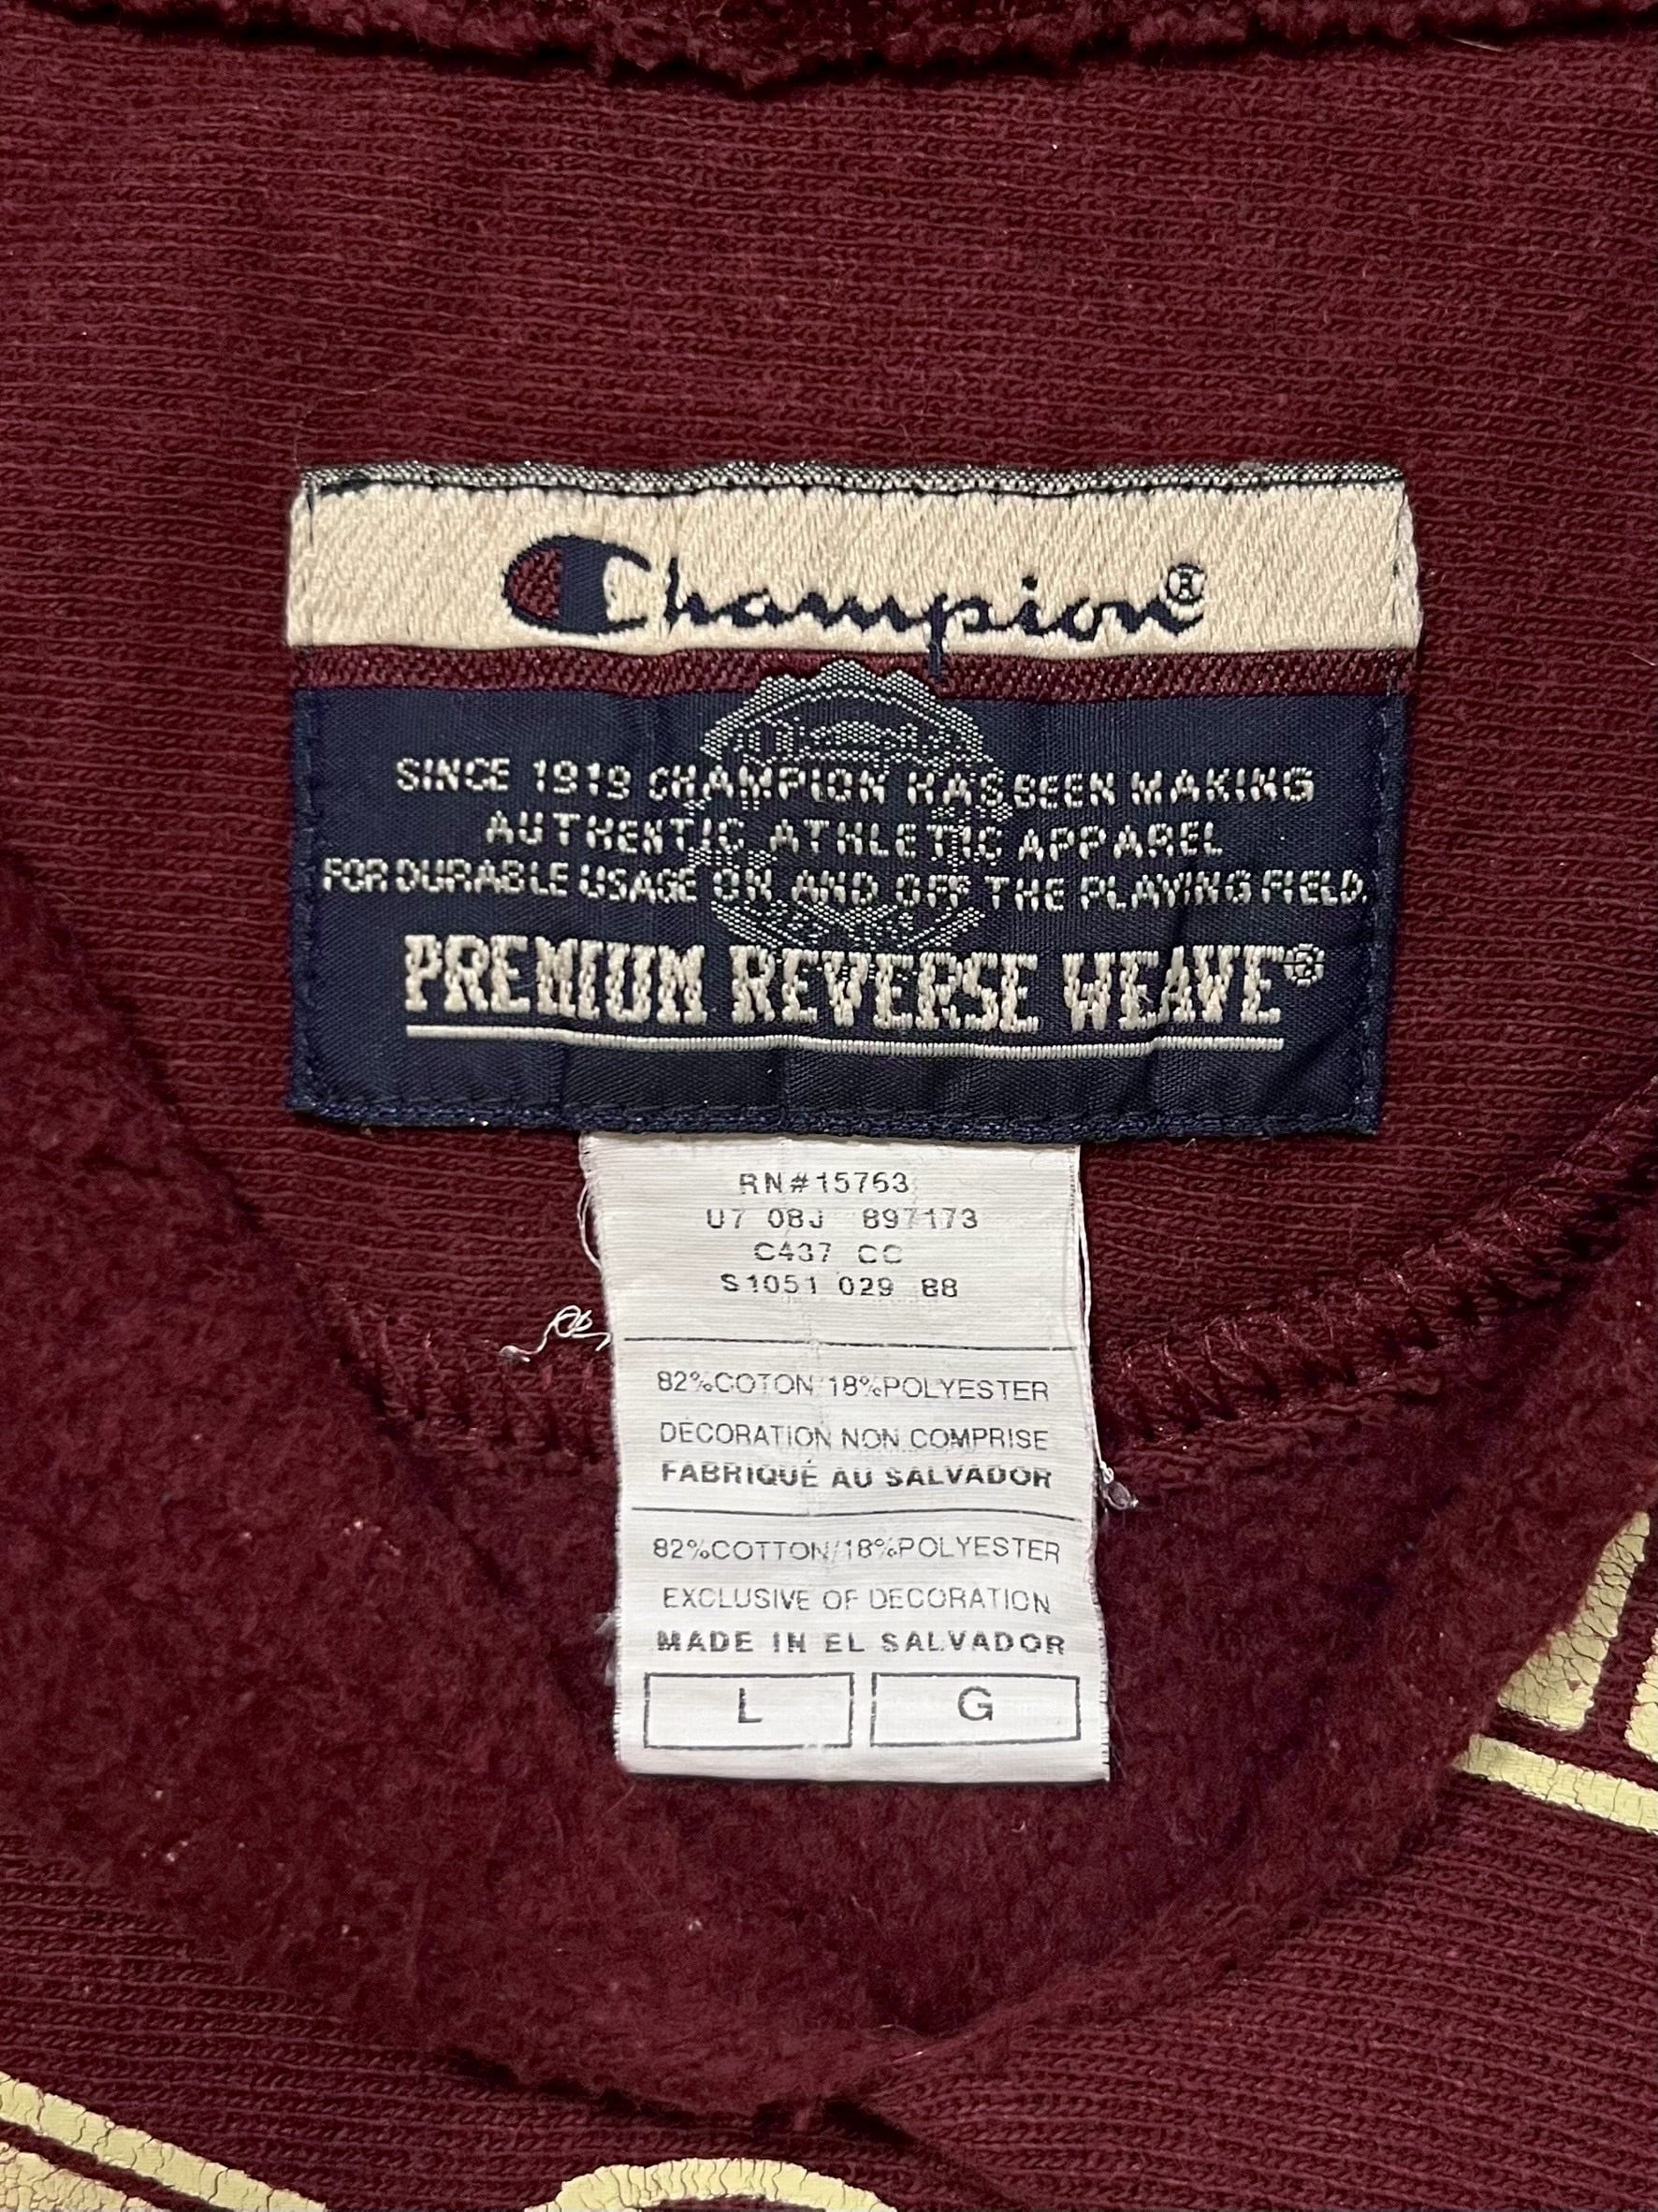 Champion®
SINCE 1919 CHAMPION HAS BEEN MAKING
AUTHENTIC ATHLETIC APPAREL
FOR DURABLE USAGE ON AND OFF THE PLAYING FIELD.
PREMIUM REVERSE WEAVE®
RN#15763
U7 08J 897173
C437 CC
S1051 029 88
82%COTON/18%POLYESTER
DÉCORATION NON COMPRISE
FABRIQUÉ AU SALVADOR
82%COTTON/18%POLYESTER
EXCLUSIVE OF DECORATION
MADE IN EL SALVADOR
L G